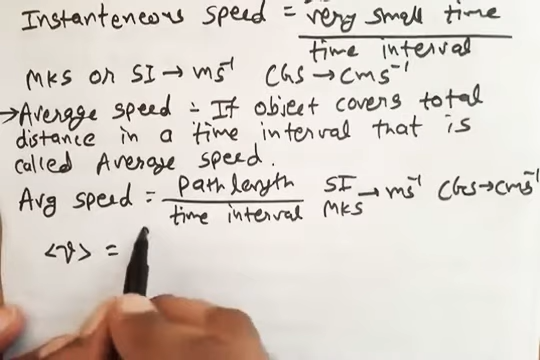 Instanteneous speed = very small time
time interval
MKS or SI → ms⁻¹ CGS → cms⁻¹
→ Average speed :- If object covers total
distance in a time interval that is
called Average speed.
Avg speed = path length / time interval SI MKS → ms⁻¹ CGS → cms⁻¹
<v> =